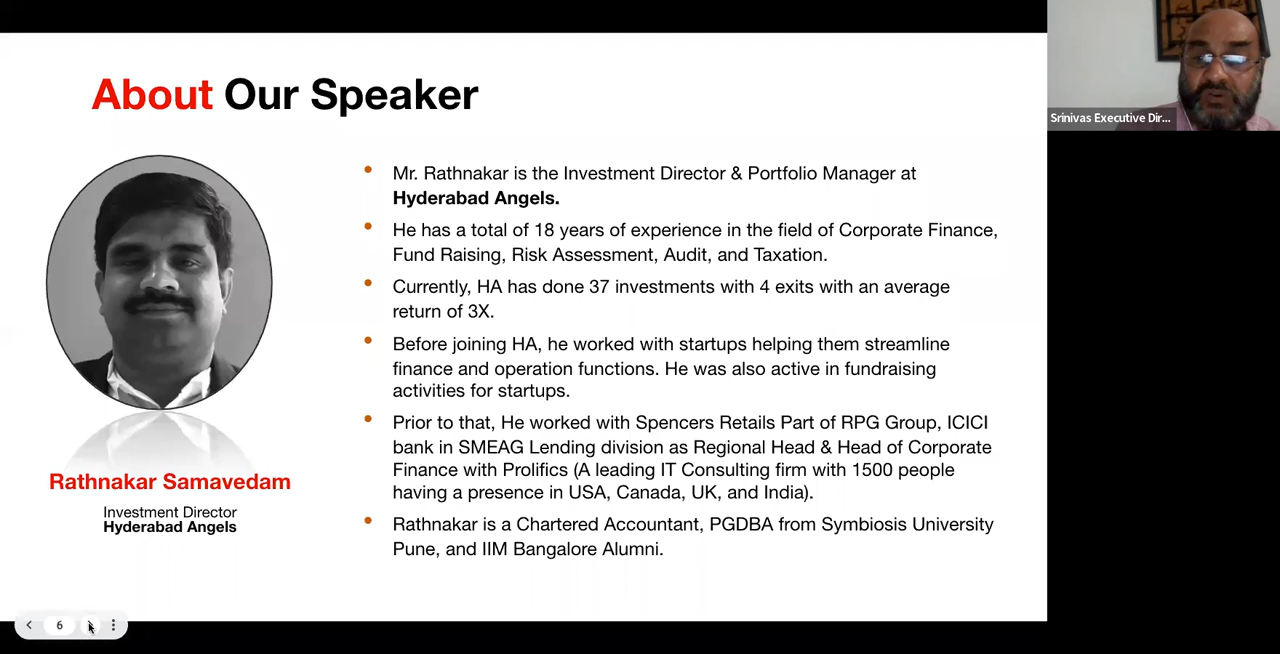 About Our Speaker
Srinivas Executive Dir...
• Mr. Rathnakar is the Investment Director & Portfolio Manager at
Hyderabad Angels.
• He has a total of 18 years of experience in the field of Corporate Finance,
Fund Raising, Risk Assessment, Audit, and Taxation.
• Currently, HA has done 37 investments with 4 exits with an average
return of 3X.
• Before joining HA, he worked with startups helping them streamline
finance and operation functions. He was also active in fundraising
activities for startups.
• Prior to that, He worked with Spencers Retails Part of RPG Group, ICICI
bank in SMEAG Lending division as Regional Head & Head of Corporate
Finance with Prolifics (A leading IT Consulting firm with 1500 people
having a presence in USA, Canada, UK, and India).
• Rathnakar is a Chartered Accountant, PGDBA from Symbiosis University
Pune, and IIM Bangalore Alumni.
Rathnakar Samavedam
Investment Director
Hyderabad Angels
6